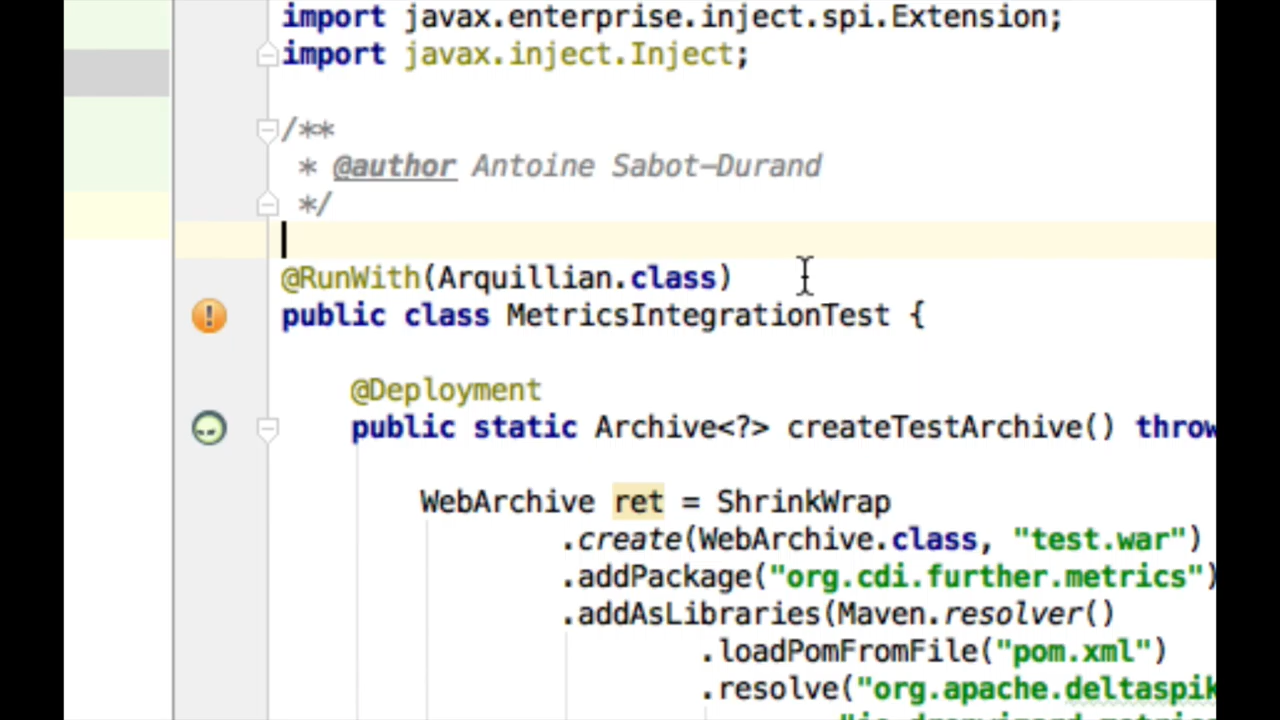 import javax.enterprise.inject.spi.Extension;
import javax.inject.Inject;
/**
* @author Antoine Sabot-Durand
*/
@RunWith(Arquillian.class)
public class MetricsIntegrationTest {
@Deployment
public static Archive<?> createTestArchive() throw
WebArchive ret = ShrinkWrap
.create(WebArchive.class, "test.war")
.addPackage("org.cdi.further.metrics")
.addAsLibraries(Maven.resolver()
.loadPomFromFile("pom.xml")
.resolve("org.apache.deltaspik